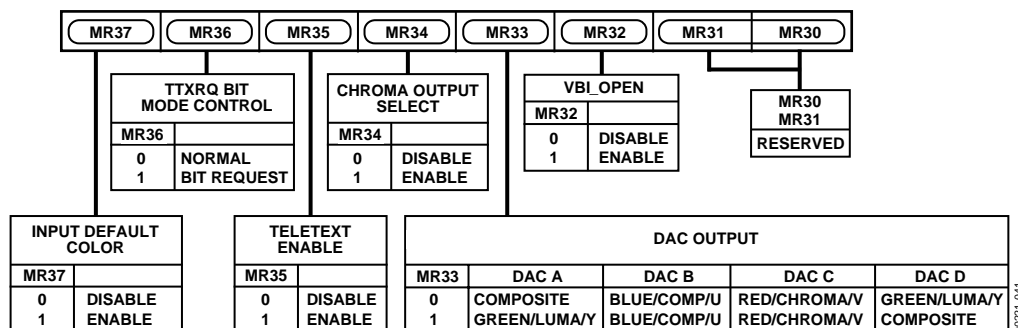 MR37 MR36 MR35 MR34 MR33 MR32 MR31 MR30
TTXRQ BIT
MODE CONTROL
MR36
0 NORMAL
1 BIT REQUEST
CHROMA OUTPUT
SELECT
MR34
0 DISABLE
1 ENABLE
VBI_OPEN
MR32
0 DISABLE
1 ENABLE
MR30
MR31
RESERVED
INPUT DEFAULT
COLOR
MR37
0 DISABLE
1 ENABLE
TELETEXT
ENABLE
MR35
0 DISABLE
1 ENABLE
DAC OUTPUT
MR33 DAC A DAC B DAC C DAC D
0 COMPOSITE BLUE/COMP/U RED/CHROMA/V GREEN/LUMA/Y
1 GREEN/LUMA/Y BLUE/COMP/U RED/CHROMA/V COMPOSITE